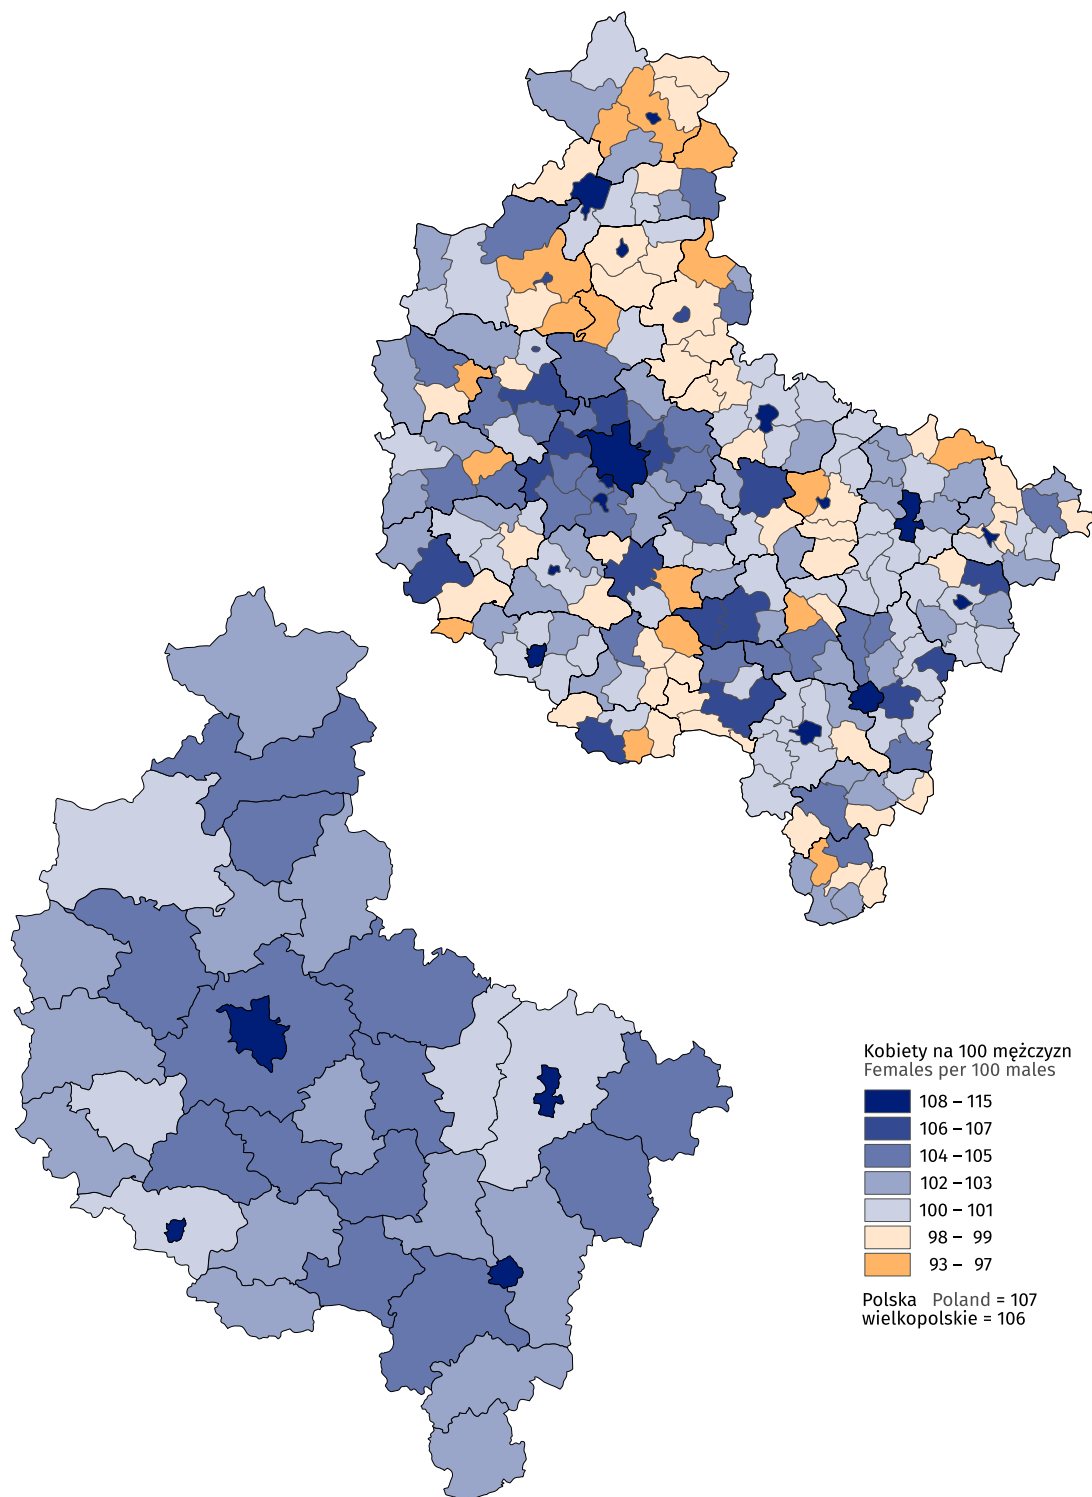 Kobiety na 100 mężczyzn
Females per 100 males
108 – 115
106 – 107
104 – 105
102 – 103
100 – 101
98 – 99
93 – 97
Polska Poland = 107
wielkopolskie = 106